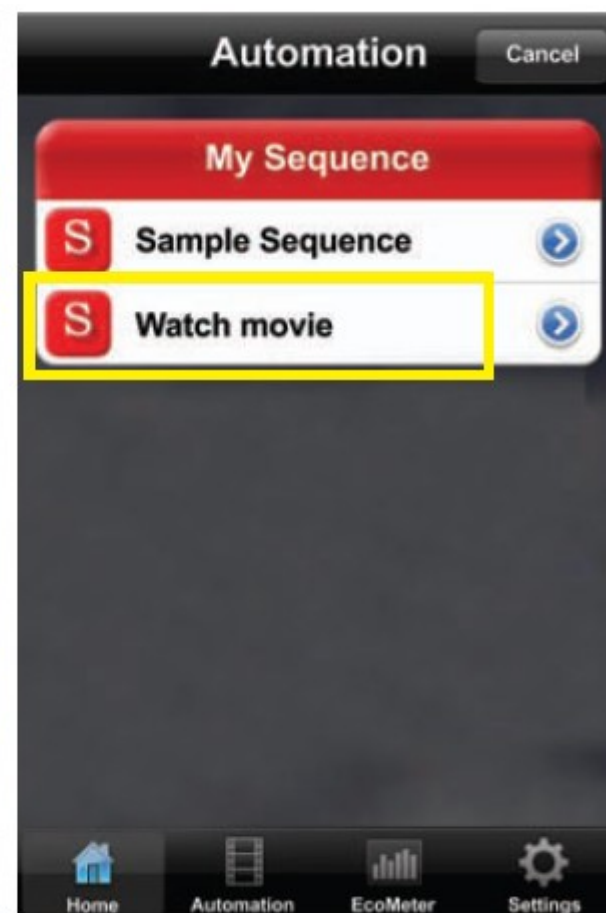 Automation Cancel
My Sequence
S Sample Sequence
S Watch movie
Home Automation EcoMeter Settings